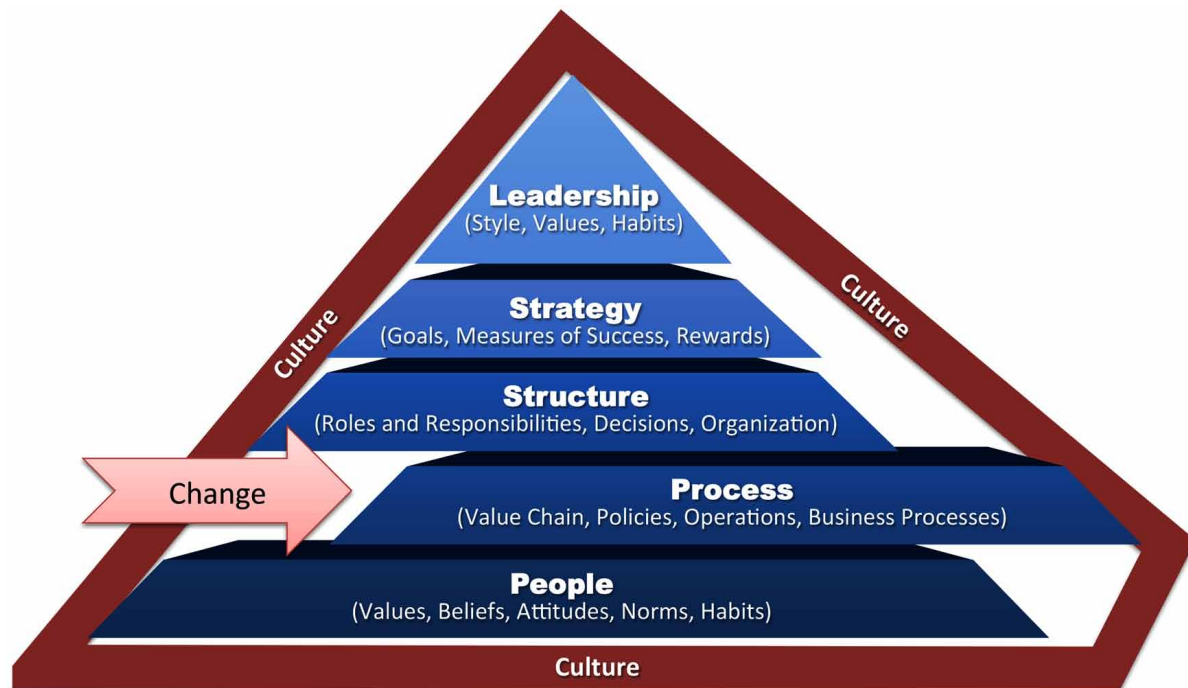 Leadership
(Style, Values, Habits)
Culture
Culture
Strategy
(Goals, Measures of Success, Rewards)
Structure
(Roles and Responsibilities, Decisions, Organization)
Change
Process
(Value Chain, Policies, Operations, Business Processes)
People
(Values, Beliefs, Attitudes, Norms, Habits)
Culture